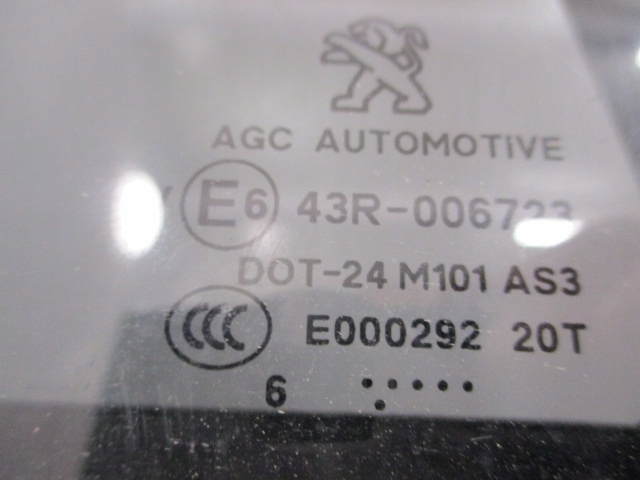 AGC AUTOMOTIVE
V E6 43R-006723
DOT-24 M101 AS3
CCC E000292 20T
6